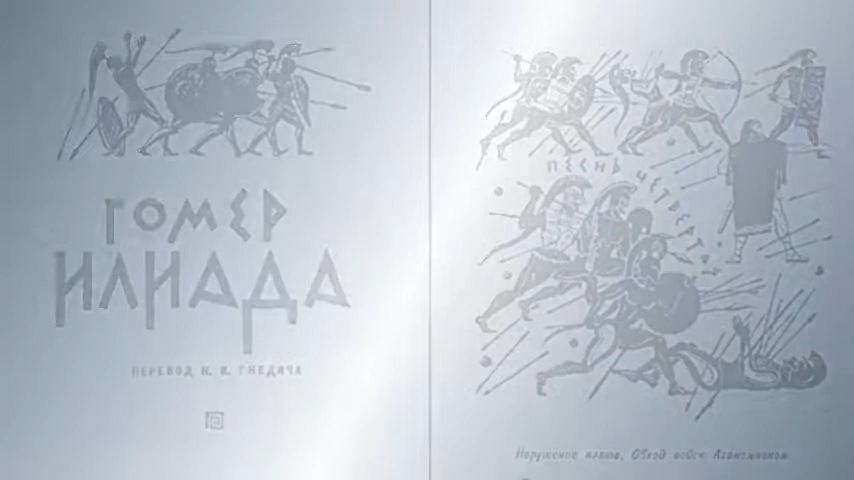 ГОМЕР
ИЛИАДА
ПЕРЕВОД Н. И. ГНЕДИЧА
ПЕСНЬ ЧЕТВЕРТАЯ
Нарушение клятв, Обход войск Агамемноном